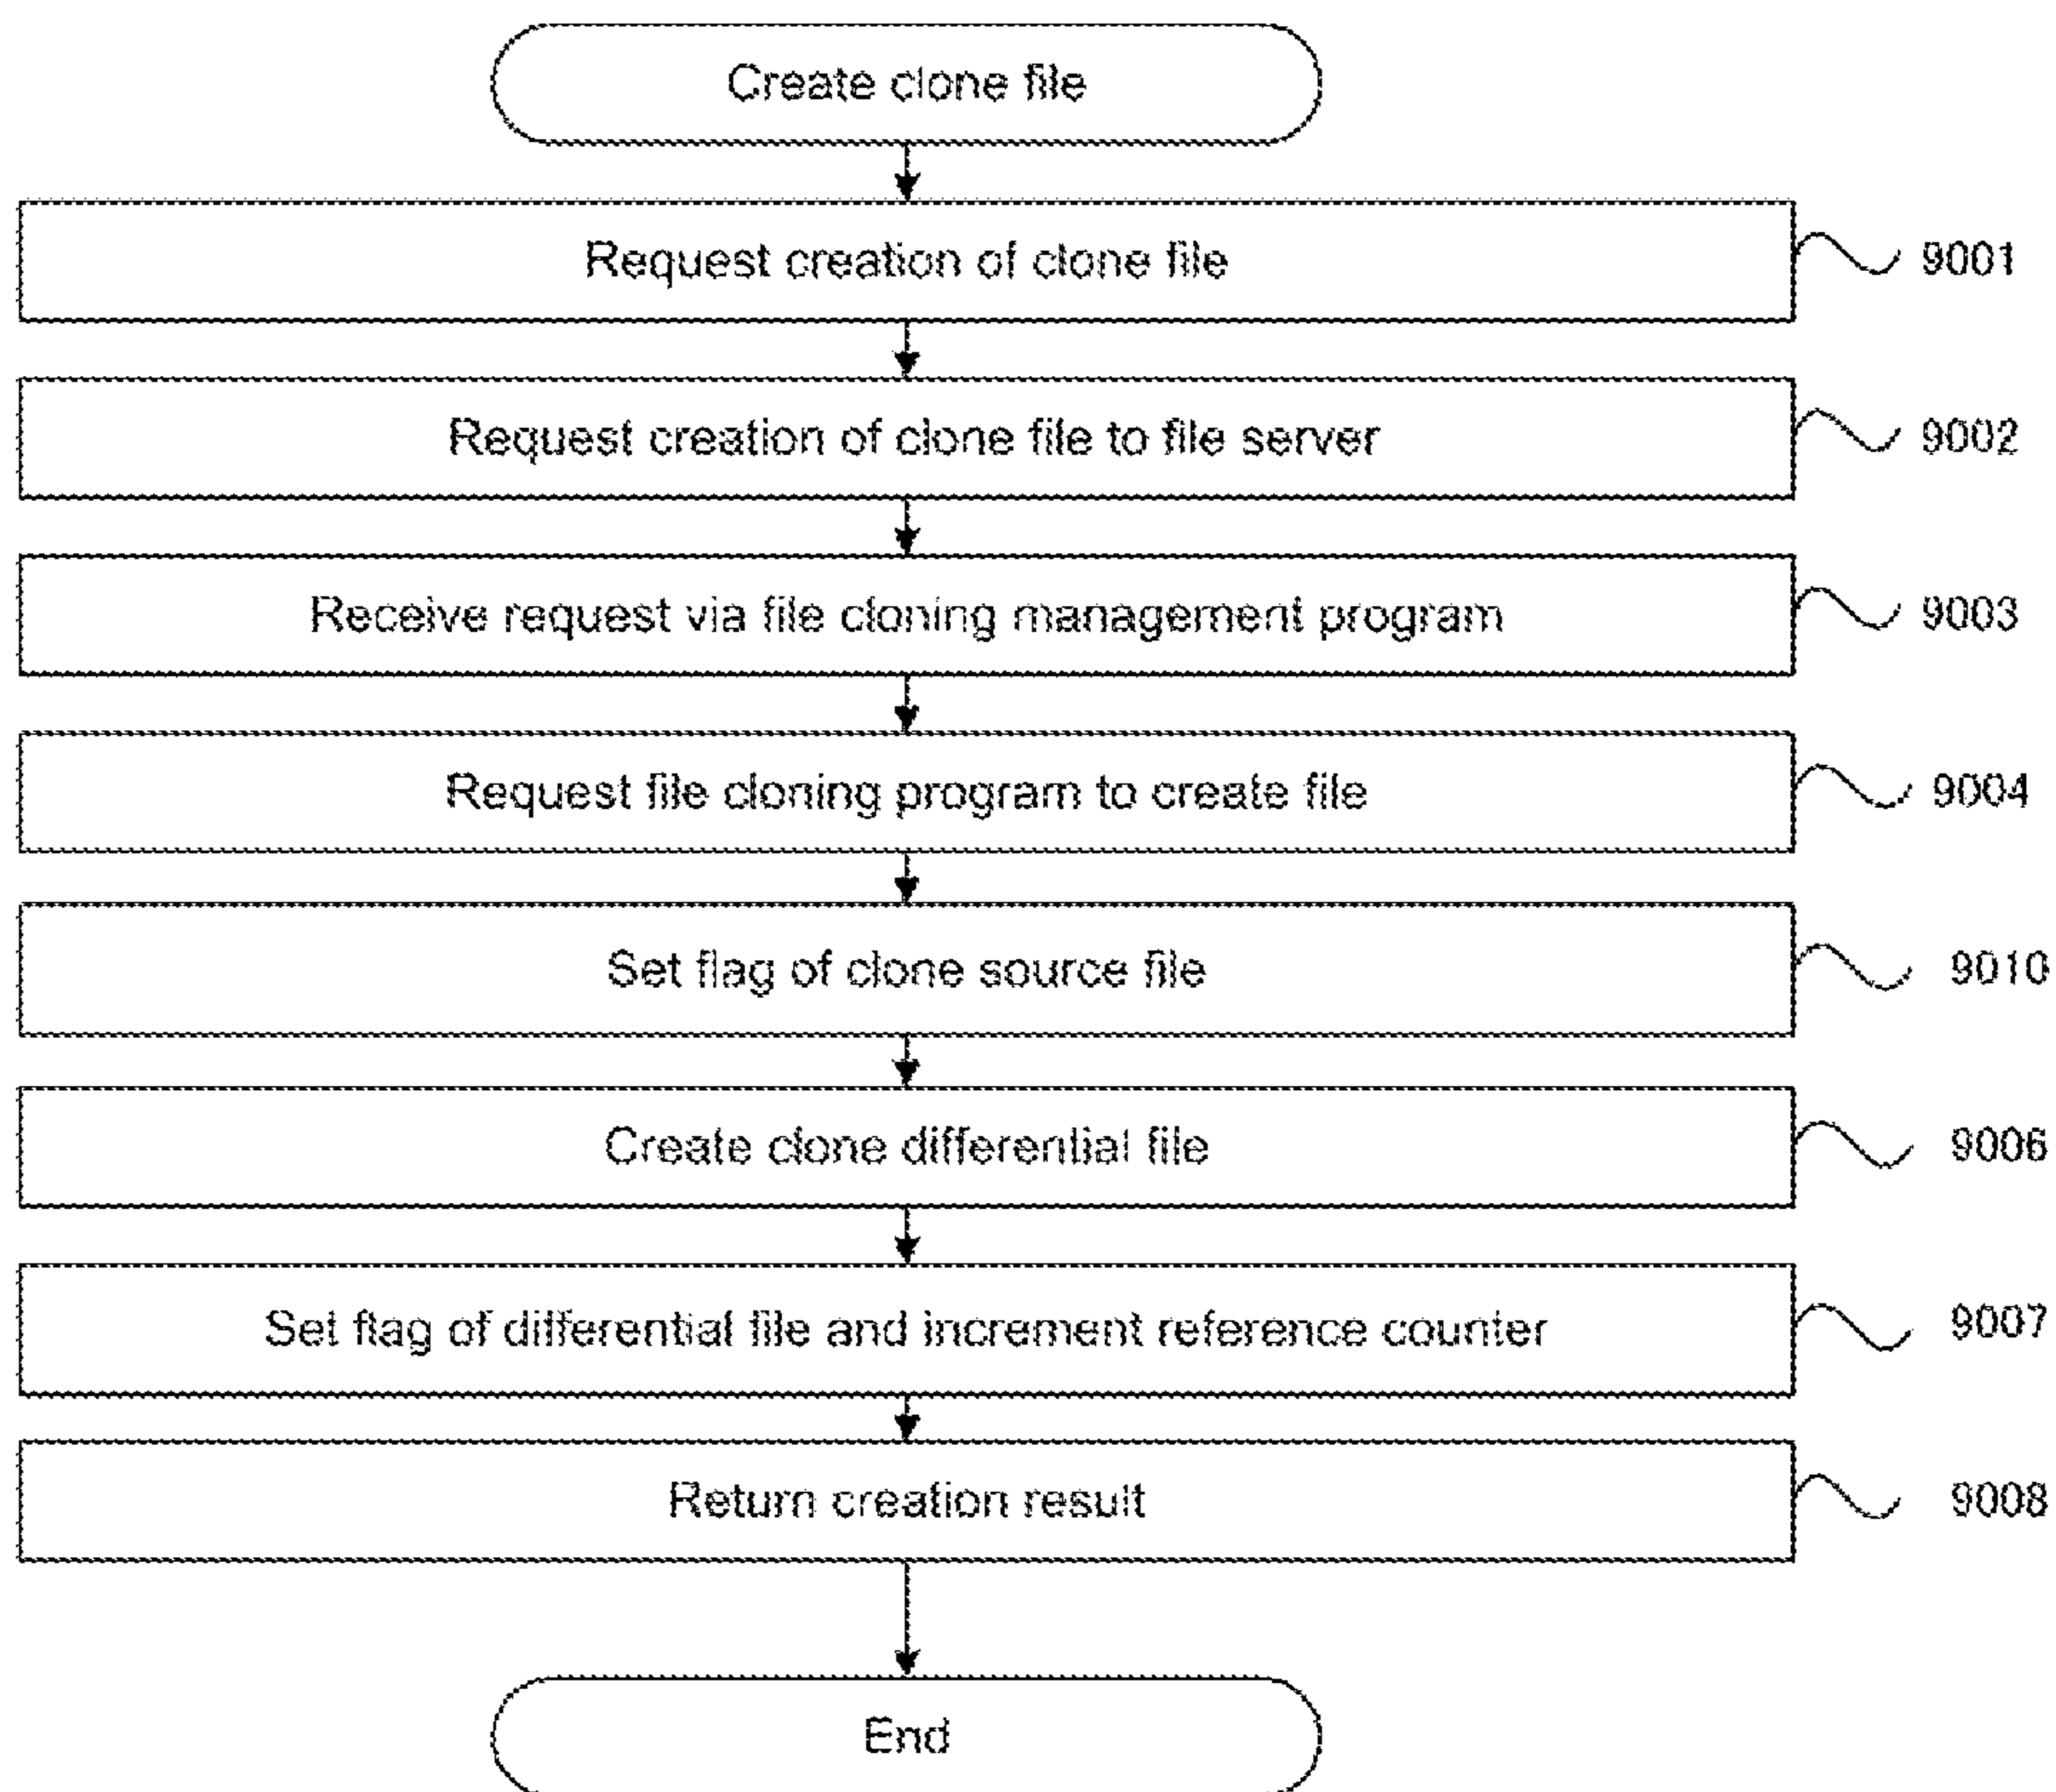 Create clone file
Request creation of clone file
9001
Request creation of clone file to file server
9002
Receive request via file cloning management program
9003
Request file cloning program to create file
9004
Set flag of clone source file
9010
Create clone differential file
9006
Set flag of differential file and increment reference counter
9007
Return creation result
9008
End